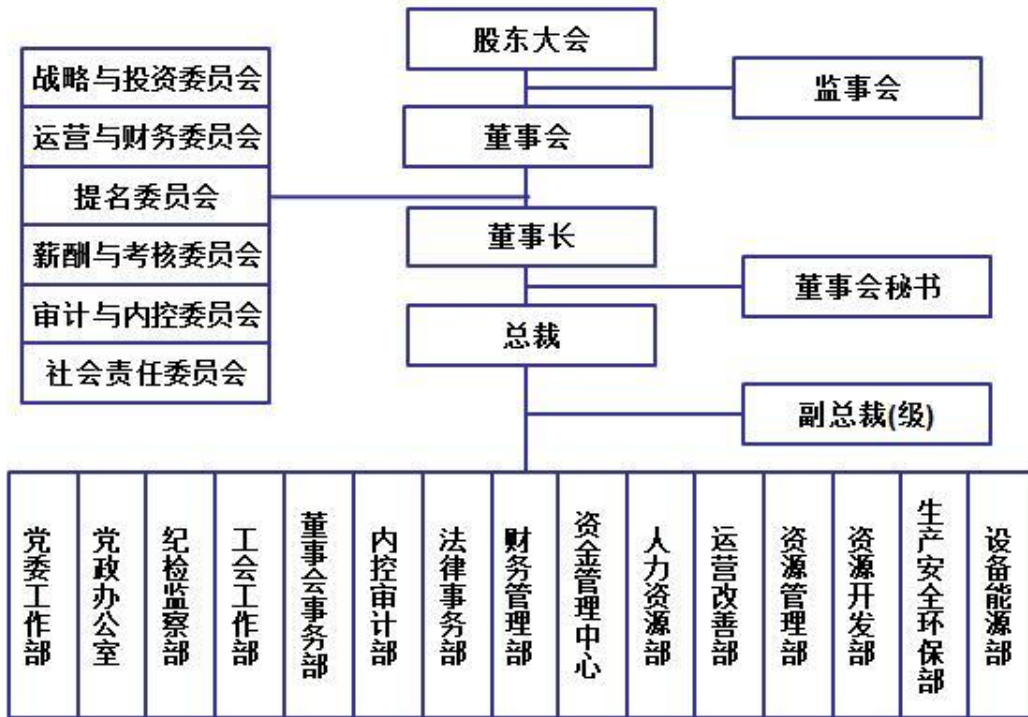 股东大会
战略与投资委员会
监事会
运营与财务委员会
董事会
提名委员会
董事长
薪酬与考核委员会
董事会秘书
审计与内控委员会
总裁
社会责任委员会
副总裁(级)
党委工作部
党政办公室
纪检监察部
工会工作部
董事会事务部
内控审计部
法律事务部
财务管理部
资金管理中心
人力资源部
运营改善部
资源管理部
资源开发部
生产安全环保部
设备能源部